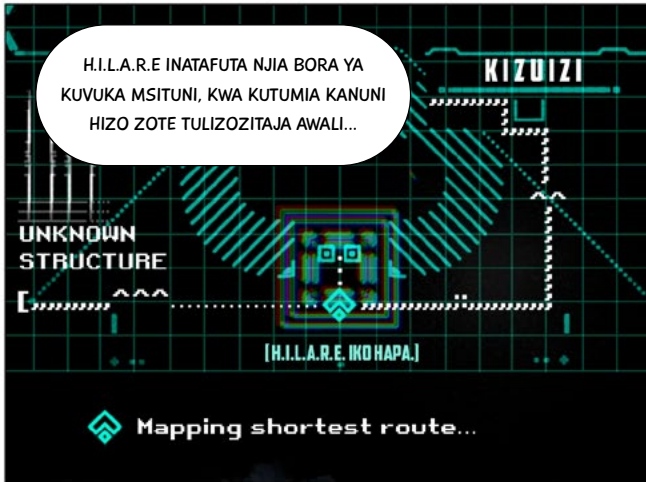 H.I.L.A.R.E INATAFUTA NJIA BORA YA
KUVUKA MSITUNI, KWA KUTUMIA KANUNI
HIZO ZOTE TULIZOZITAJA AWALI...
KIZUIZI
UNKNOWN
STRUCTURE
[H.I.L.A.R.E. IKO HAPA.]
Mapping shortest route...